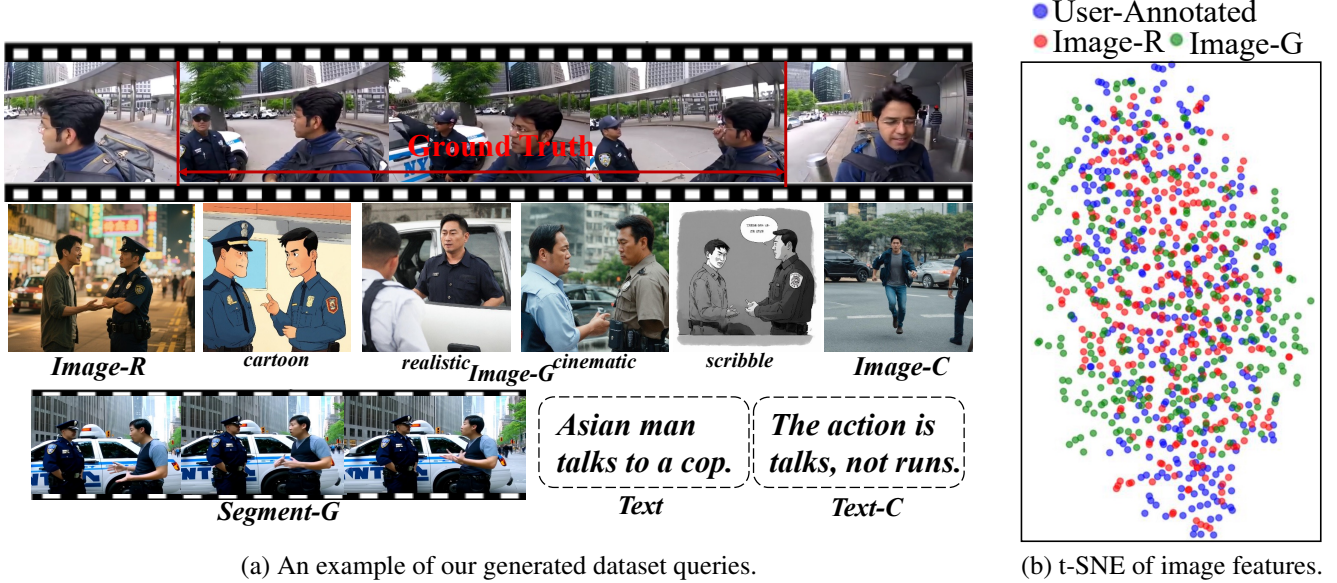 User-Annotated
Image-R Image-G
Ground Truth
NY
Image-R
cartoon
realistic
Image-G
cinematic
scribble
Image-C
Segment-G
Asian man
talks to a cop.
Text
The action is
talks, not runs.
Text-C
(a) An example of our generated dataset queries.
(b) t-SNE of image features.